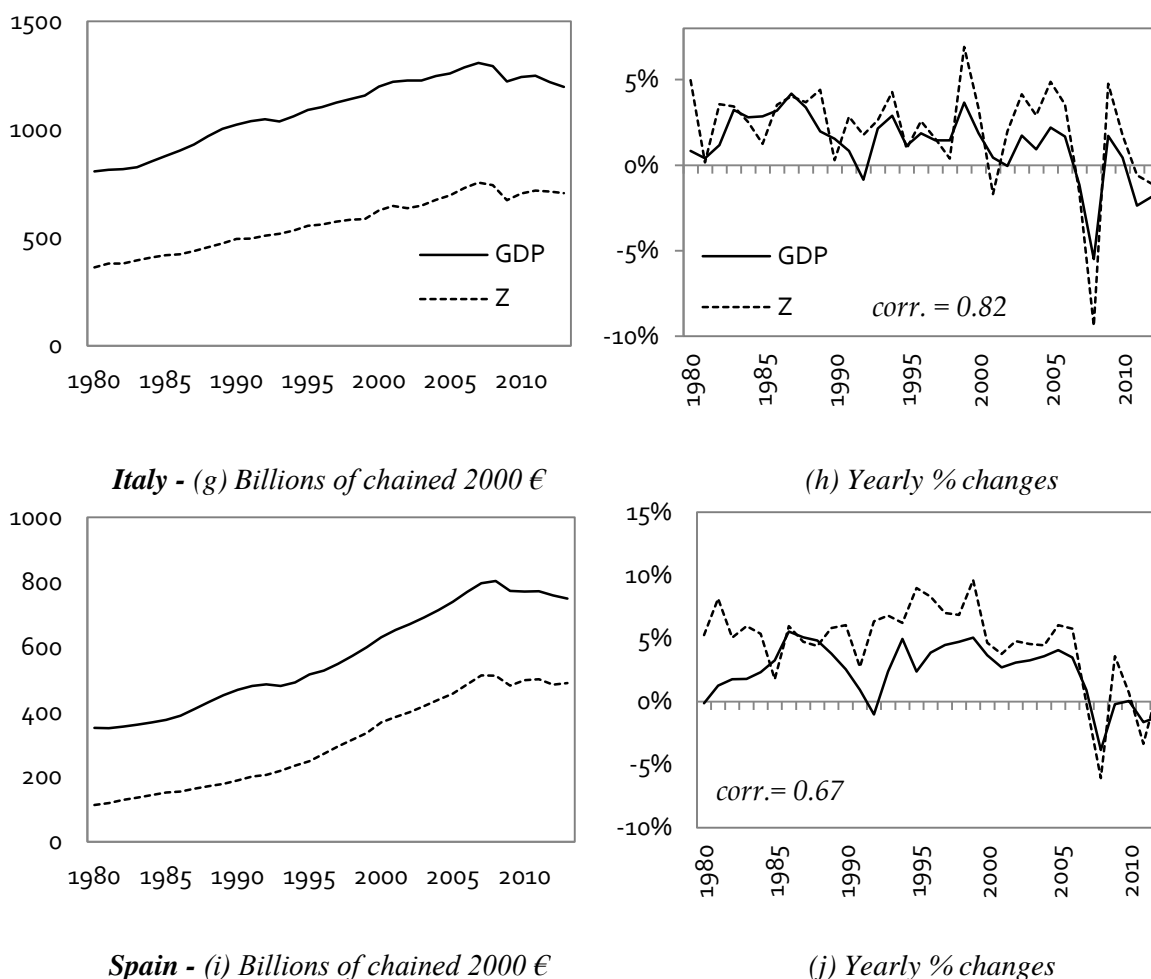 1500
1000
500
0
GDP
Z
1980 1985 1990 1995 2000 2005 2010
5%
0%
-5%
-10%
GDP
Z
corr. = 0.82
1980
1985
1990
1995
2000
2005
2010
Italy - (g) Billions of chained 2000 €
(h) Yearly % changes
1000
800
600
400
200
0
1980 1985 1990 1995 2000 2005 2010
15%
10%
5%
0%
-5%
-10%
corr.= 0.67
1980
1985
1990
1995
2000
2005
2010
Spain - (i) Billions of chained 2000 €
(j) Yearly % changes